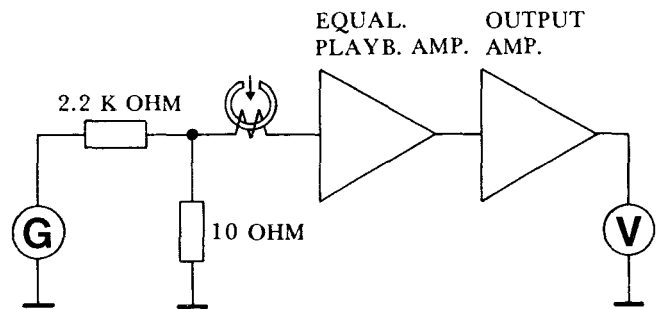 EQUAL. OUTPUT
PLAYB. AMP. AMP.
2.2 K OHM
10 OHM
G
V